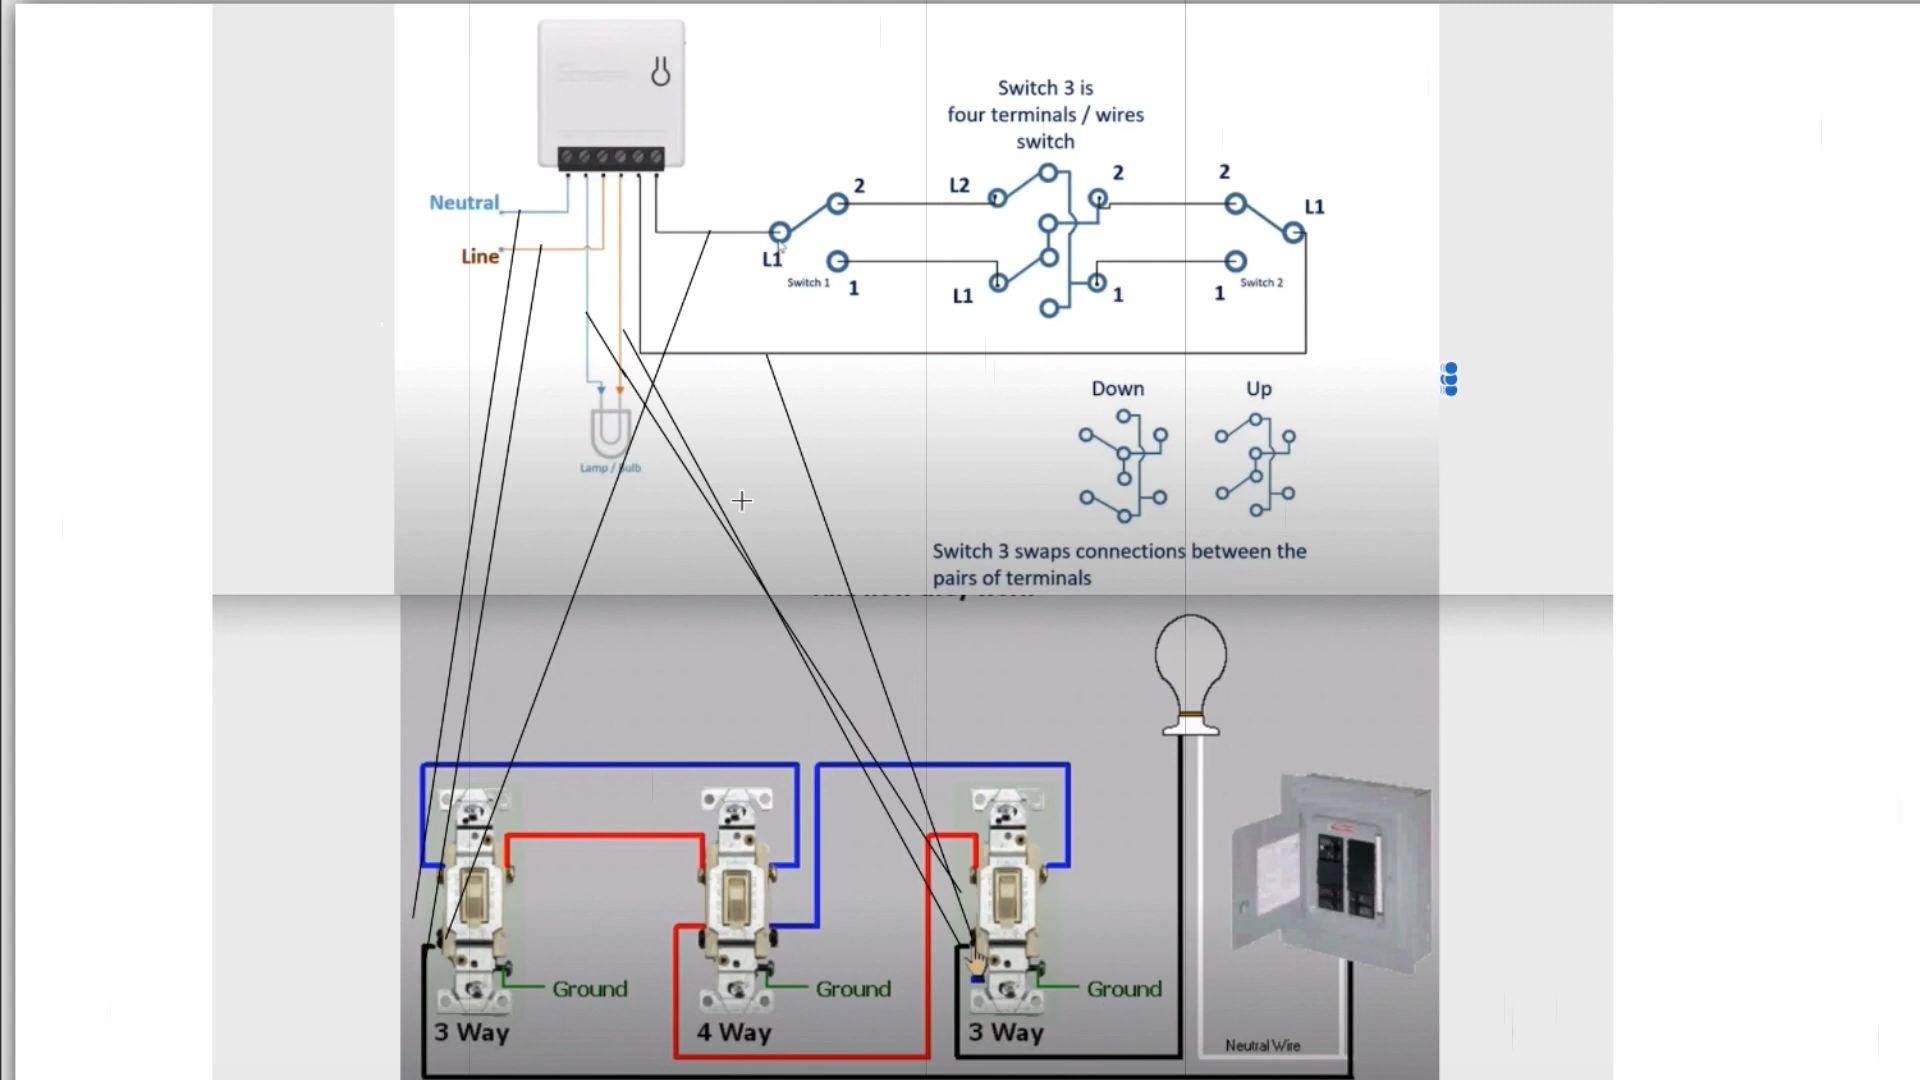 Switch 3 is
four terminals / wires
switch
Neutral
Line
2
L2
2
2
L1
L1
Switch 1
1
L1
1
1
Switch 2
Lamp / Bulb
Down
Up
Switch 3 swaps connections between the
pairs of terminals
Ground
Ground
Ground
3 Way
4 Way
3 Way
Neutral Wire